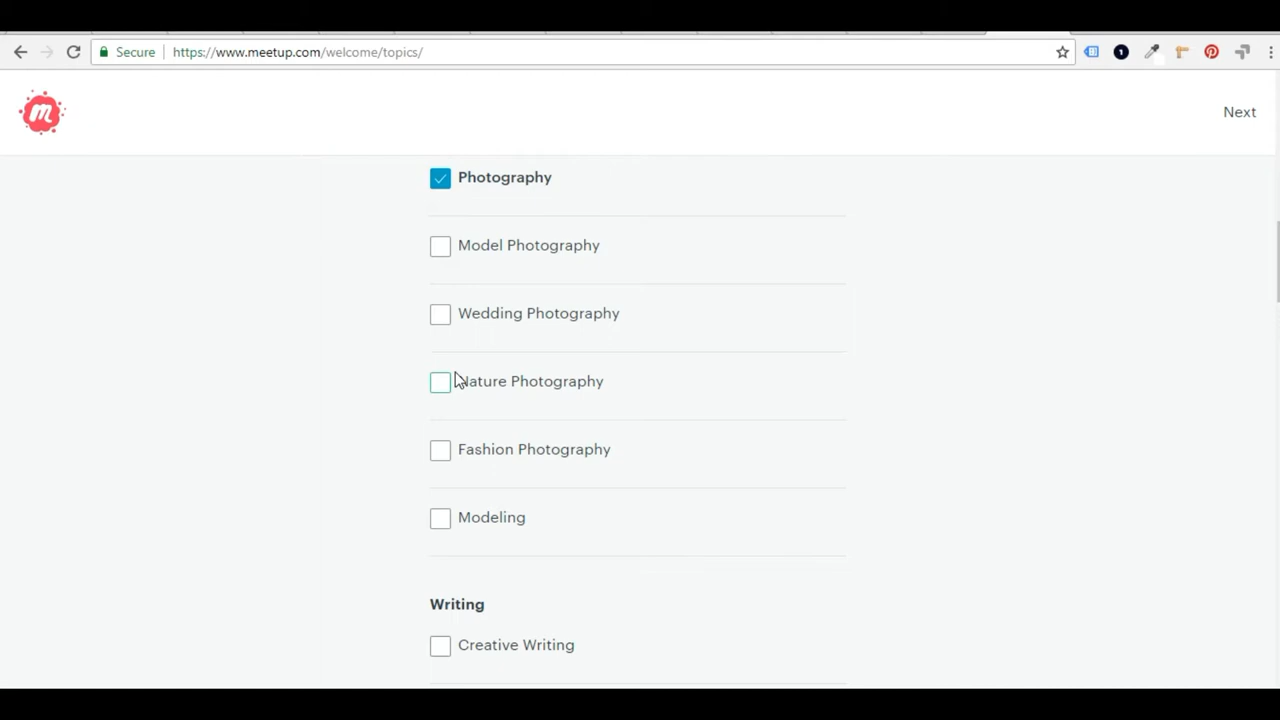 Secure https://www.meetup.com/welcome/topics/
Next
Photography
Model Photography
Wedding Photography
Nature Photography
Fashion Photography
Modeling
Writing
Creative Writing